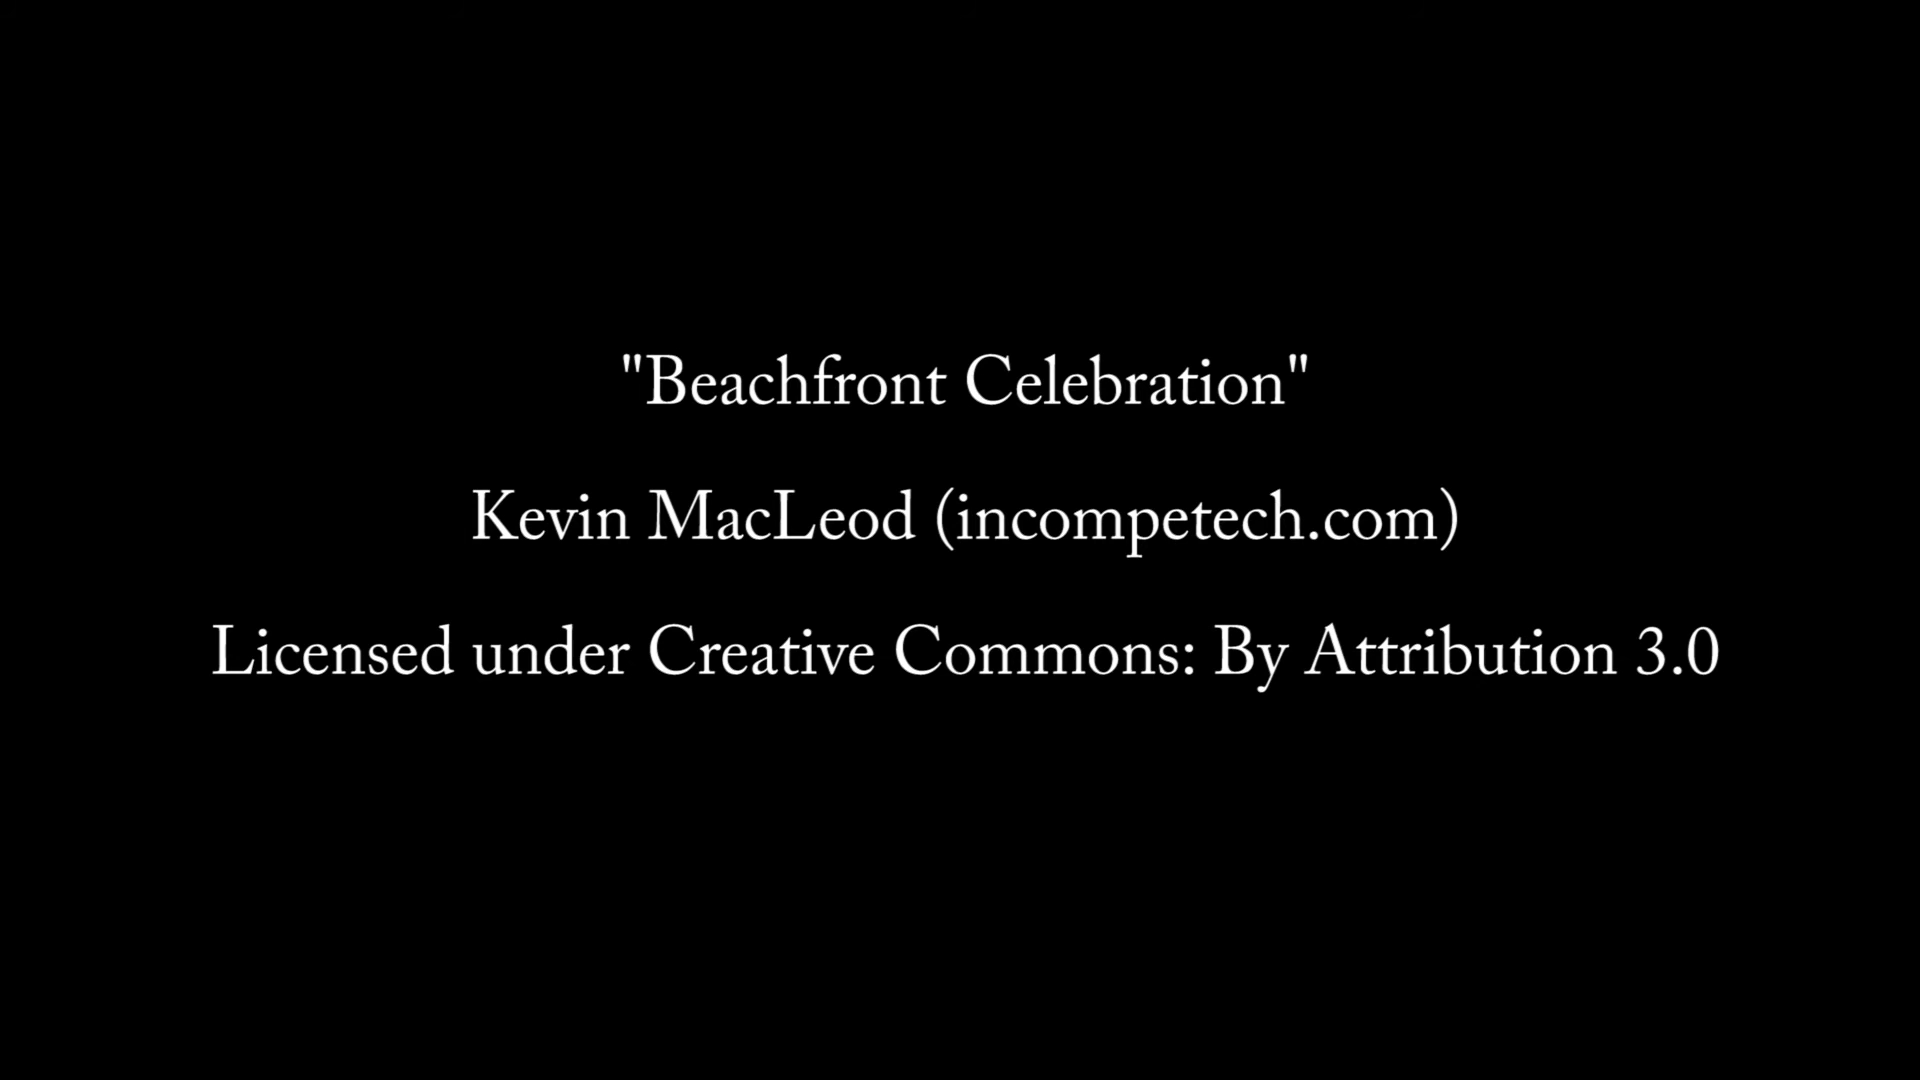 "Beachfront Celebration"
Kevin MacLeod (incompetech.com)
Licensed under Creative Commons: By Attribution 3.0